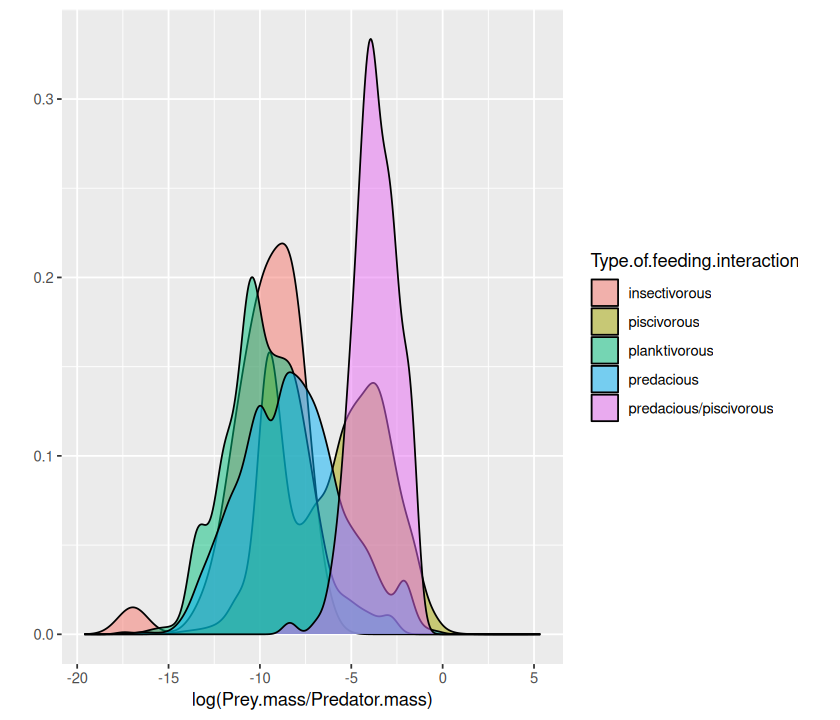 0.3
0.2
0.1
0.0
-20 -15 -10 -5 0 5
log(Prey.mass/Predator.mass)
Type.of.feeding.interaction
insectivorous
piscivorous
planktivorous
predacious
predacious/piscivorous